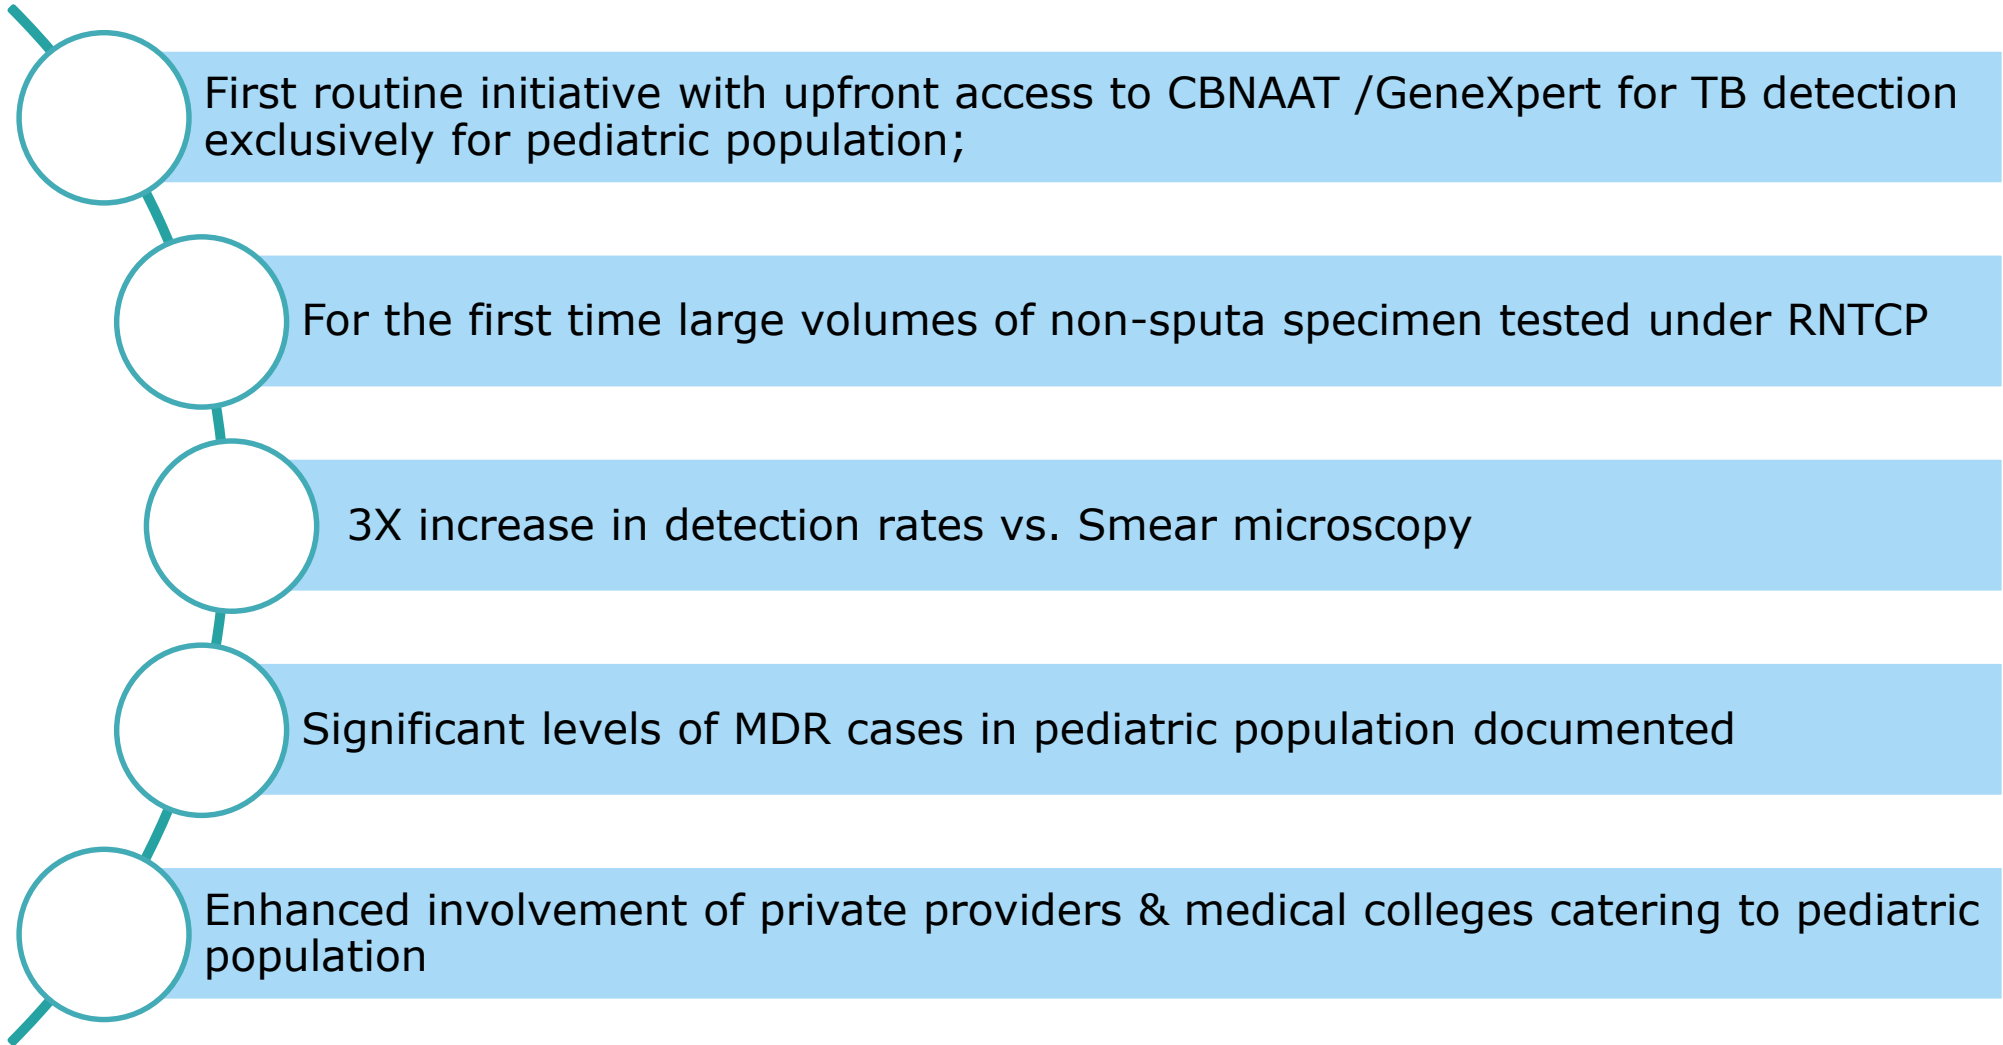 First routine initiative with upfront access to CBNAAT /GeneXpert for TB detection
exclusively for pediatric population;
For the first time large volumes of non-sputa specimen tested under RNTCP
3X increase in detection rates vs. Smear microscopy
Significant levels of MDR cases in pediatric population documented
Enhanced involvement of private providers & medical colleges catering to pediatric
population